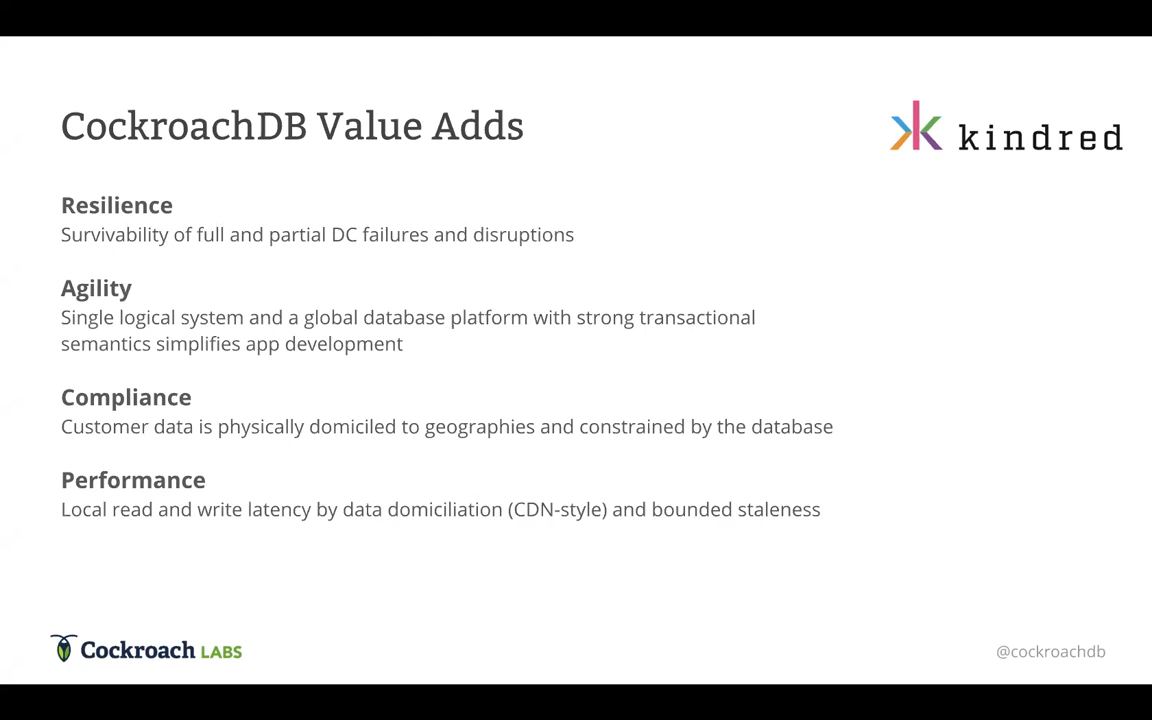 CockroachDB Value Adds
kindred
Resilience
Survivability of full and partial DC failures and disruptions
Agility
Single logical system and a global database platform with strong transactional
semantics simplifies app development
Compliance
Customer data is physically domiciled to geographies and constrained by the database
Performance
Local read and write latency by data domiciliation (CDN-style) and bounded staleness
Cockroach LABS
@cockroachdb